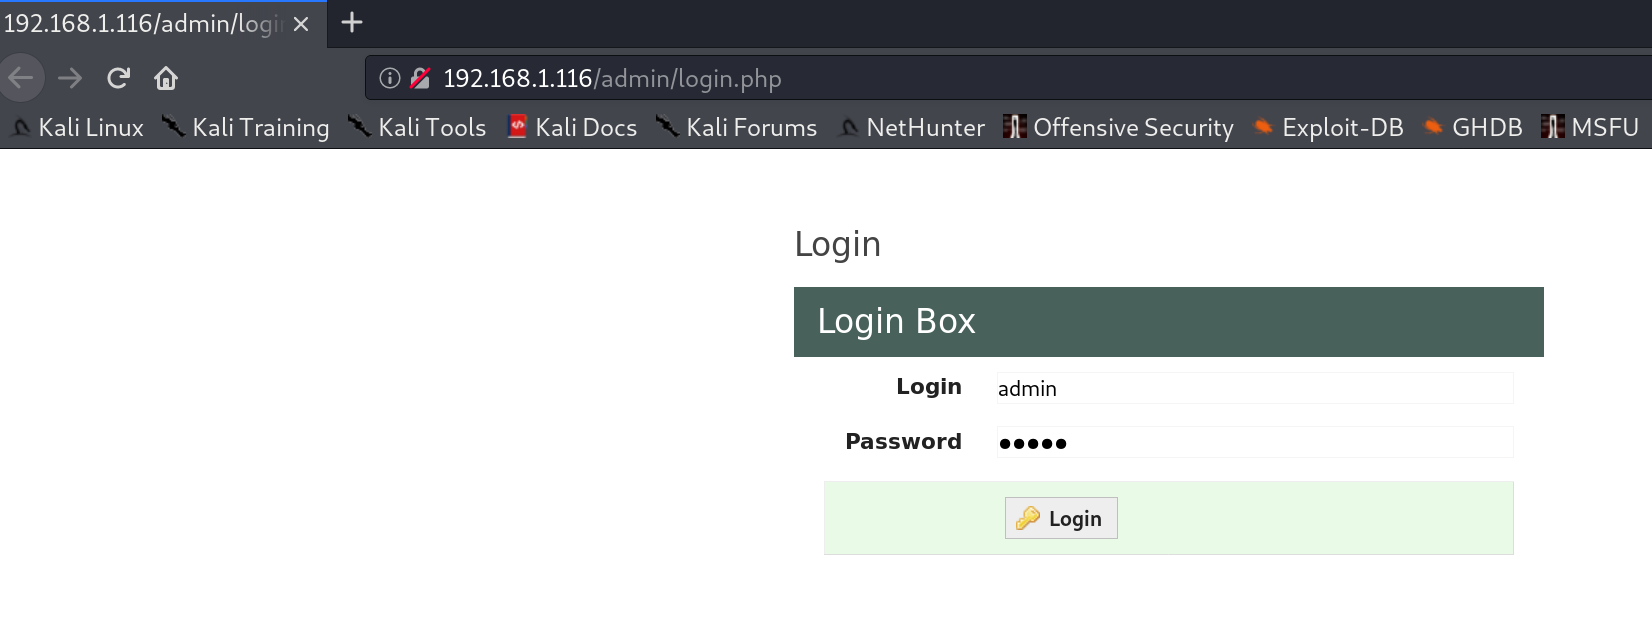 192.168.1.116/admin/login
192.168.1.116/admin/login.php
Kali Linux Kali Training Kali Tools Kali Docs Kali Forums NetHunter Offensive Security Exploit-DB GHDB MSFU
Login
Login Box
Login admin
Password
Login